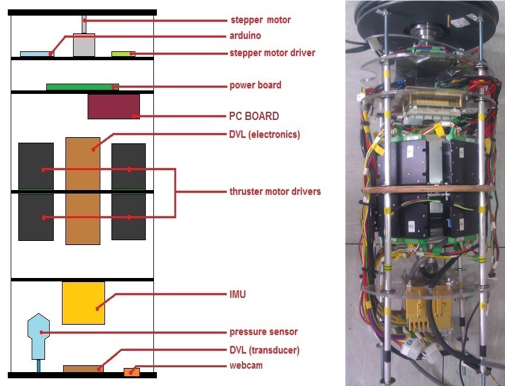 stepper motor
arduino
stepper motor driver
power board
PC BOARD
DVL (electronics)
thruster motor drivers
IMU
pressure sensor
DVL (transducer)
webcam